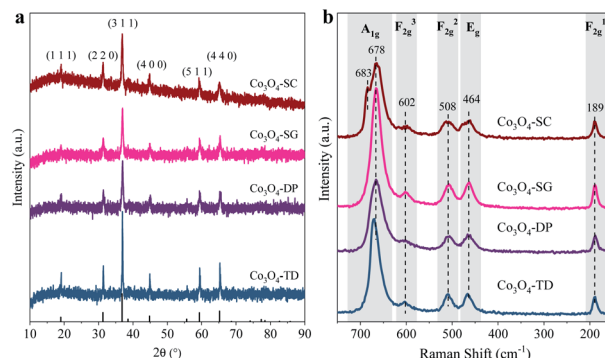 a
(3 1 1)
(1 1 1)
(2 2 0)
(4 0 0)
(5 1 1)
(4 4 0)
Co₃O₄-SC
Co₃O₄-SG
Co₃O₄-DP
Co₃O₄-TD
Intensity (a.u.)
10 20 30 40 50 60 70 80 90
2θ (°)
b
A₁g F₂g³ F₂g² Eg F₂g¹
678
683
602
508
464
189
Co₃O₄-SC
Co₃O₄-SG
Co₃O₄-DP
Co₃O₄-TD
Intensity (a.u.)
700 600 500 400 300 200
Raman Shift (cm⁻¹)